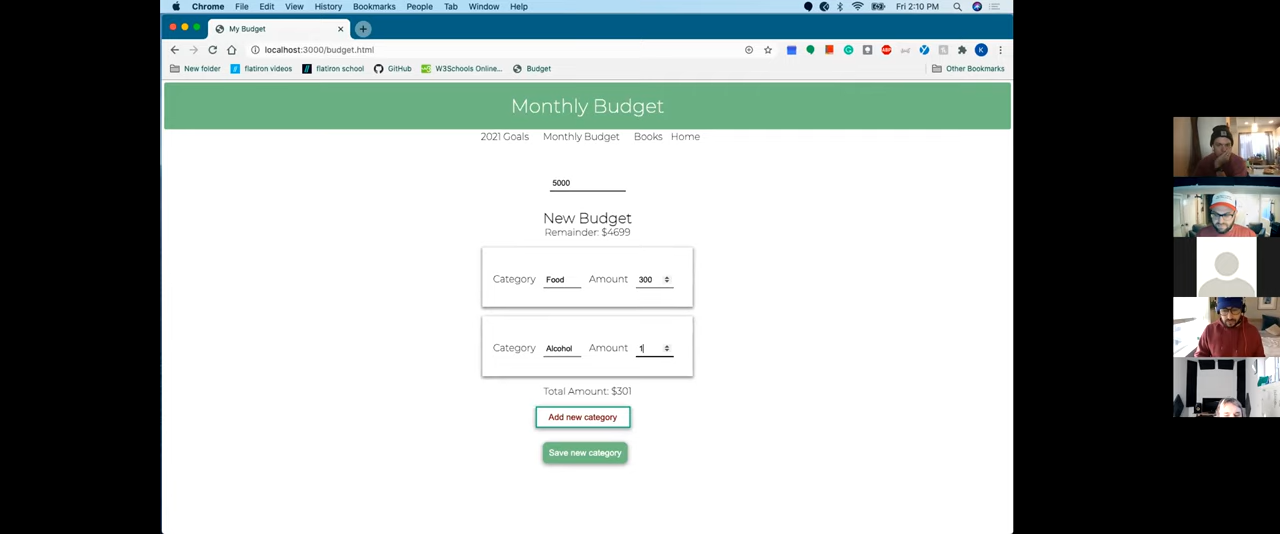 Chrome File Edit View History Bookmarks People Tab Window Help Fri 2:10 PM
My Budget
localhost:3000/budget.html
New folder flatiron videos flatiron school GitHub W3Schools Online... Budget Other Bookmarks
Monthly Budget
2021 Goals Monthly Budget Books Home
5000
New Budget
Remainder: $4699
Category Food Amount 300
Category Alcohol Amount 1
Total Amount: $301
Add new category
Save new category